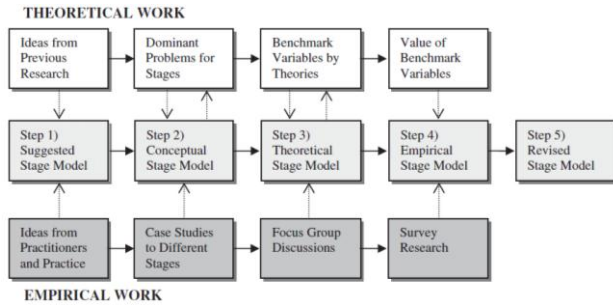 THEORETICAL WORK
Ideas from
Previous
Research
Dominant
Problems for
Stages
Benchmark
Variables by
Theories
Value of
Benchmark
Variables
Step 1)
Suggested
Stage Model
Step 2)
Conceptual
Stage Model
Step 3)
Theoretical
Stage Model
Step 4)
Empirical
Stage Model
Step 5)
Revised
Stage Model
Ideas from
Practitioners
and Practice
Case Studies
to Different
Stages
Focus Group
Discussions
Survey
Research
EMPIRICAL WORK